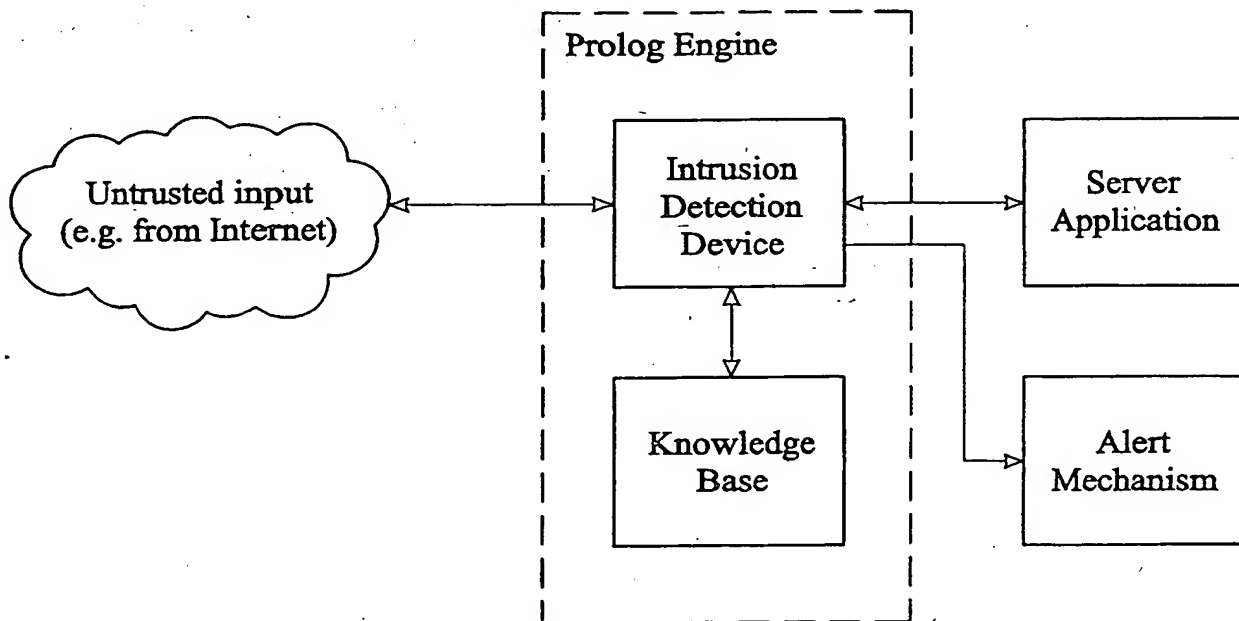 Prolog Engine
Untrusted input
(e.g. from Internet)
Intrusion
Detection
Device
Server
Application
Knowledge
Base
Alert
Mechanism